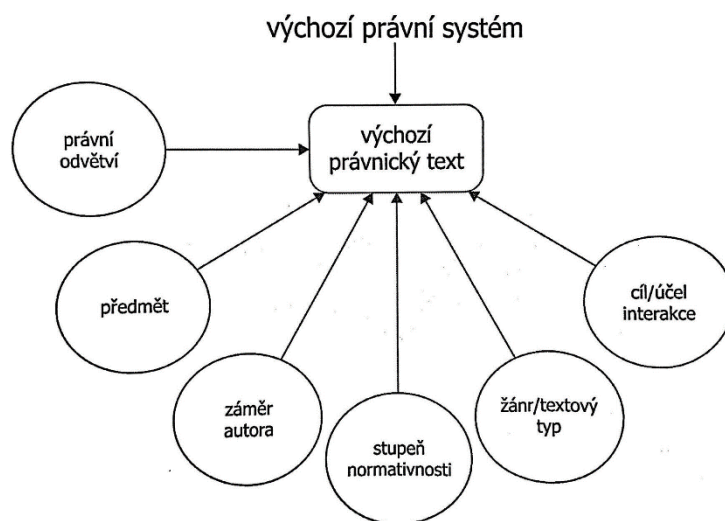 výchozí právní systém
výchozí
právnický text
právní
odvětví
předmět
záměr
autora
stupeň
normativnosti
žánr/textový
typ
cíl/účel
interakce